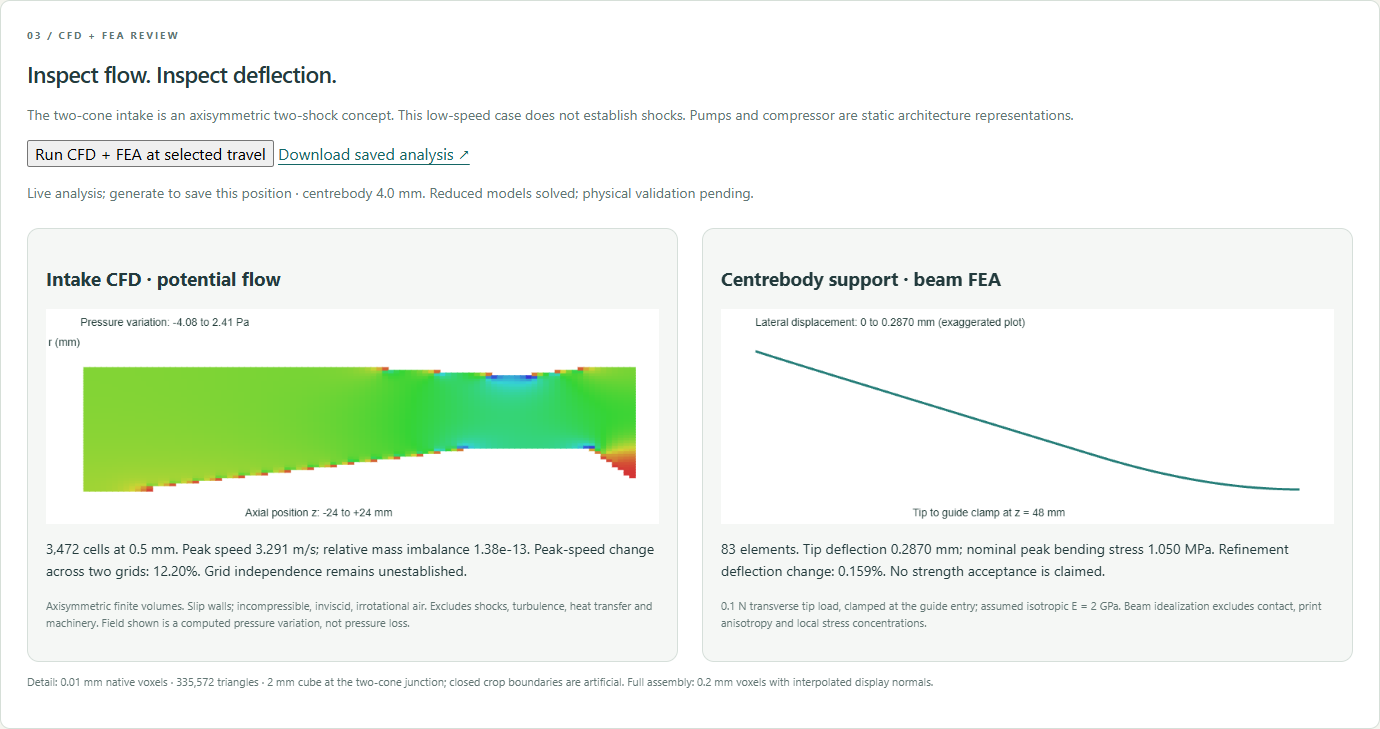 03 / CFD + FEA REVIEW
Inspect flow. Inspect deflection.
The two-cone intake is an axisymmetric two-shock concept. This low-speed case does not establish shocks. Pumps and compressor are static architecture representations.
Run CFD + FEA at selected travel Download saved analysis ↗
Live analysis; generate to save this position · centrebody 4.0 mm. Reduced models solved; physical validation pending.
Intake CFD · potential flow
Pressure variation: -4.08 to 2.41 Pa
r (mm)
Axial position z: -24 to +24 mm
3,472 cells at 0.5 mm. Peak speed 3.291 m/s; relative mass imbalance 1.38e-13. Peak-speed change
across two grids: 12.20%. Grid independence remains unestablished.
Axisymmetric finite volumes. Slip walls; incompressible, inviscid, irrotational air. Excludes shocks, turbulence, heat transfer and
machinery. Field shown is a computed pressure variation, not pressure loss.
Centrebody support · beam FEA
Lateral displacement: 0 to 0.2870 mm (exaggerated plot)
Tip to guide clamp at z = 48 mm
83 elements. Tip deflection 0.2870 mm; nominal peak bending stress 1.050 MPa. Refinement
deflection change: 0.159%. No strength acceptance is claimed.
0.1 N transverse tip load, clamped at the guide entry; assumed isotropic E = 2 GPa. Beam idealization excludes contact, print
anisotropy and local stress concentrations.
Detail: 0.01 mm native voxels · 335,572 triangles · 2 mm cube at the two-cone junction; closed crop boundaries are artificial. Full assembly: 0.2 mm voxels with interpolated display normals.